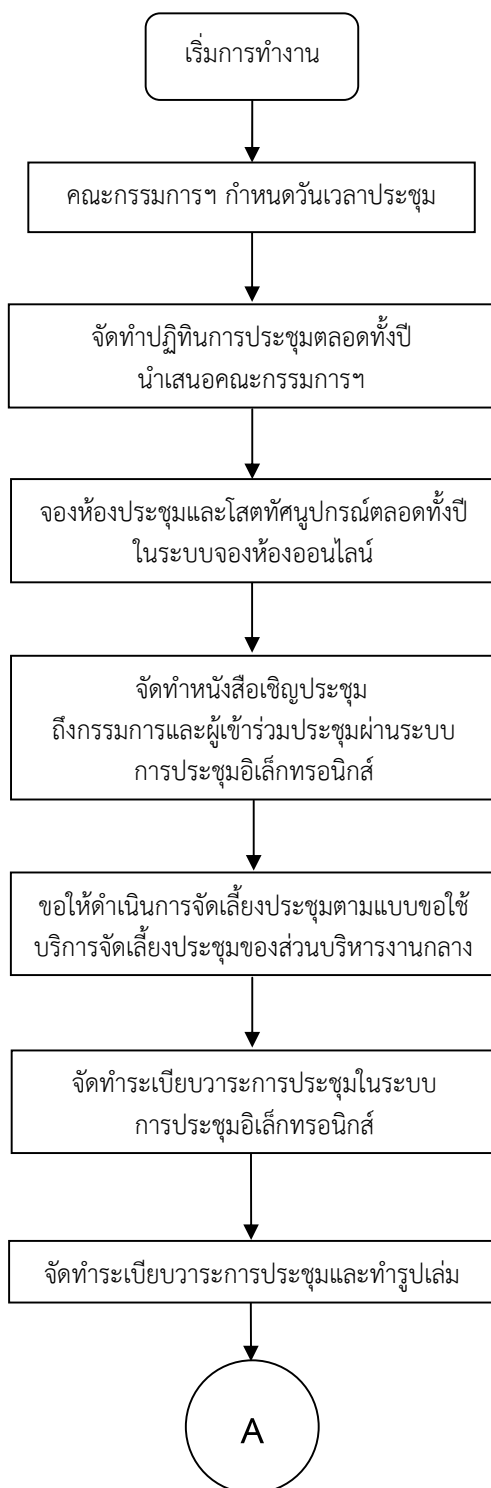 เริ่มการทำงาน
คณะกรรมการฯ กำหนดวันเวลาประชุม
จัดทำปฏิทินการประชุมตลอดทั้งปี
นำเสนอคณะกรรมการฯ
จองห้องประชุมและโสตทัศนูปกรณ์ตลอดทั้งปี
ในระบบจองห้องออนไลน์
จัดทำหนังสือเชิญประชุม
ถึงกรรมการและผู้เข้าร่วมประชุมผ่านระบบ
การประชุมอิเล็กทรอนิกส์
ขอให้ดำเนินการจัดเลี้ยงประชุมตามแบบขอใช้
บริการจัดเลี้ยงประชุมของส่วนบริหารงานกลาง
จัดทำระเบียบวาระการประชุมในระบบ
การประชุมอิเล็กทรอนิกส์
จัดทำระเบียบวาระการประชุมและทำรูปเล่ม
A